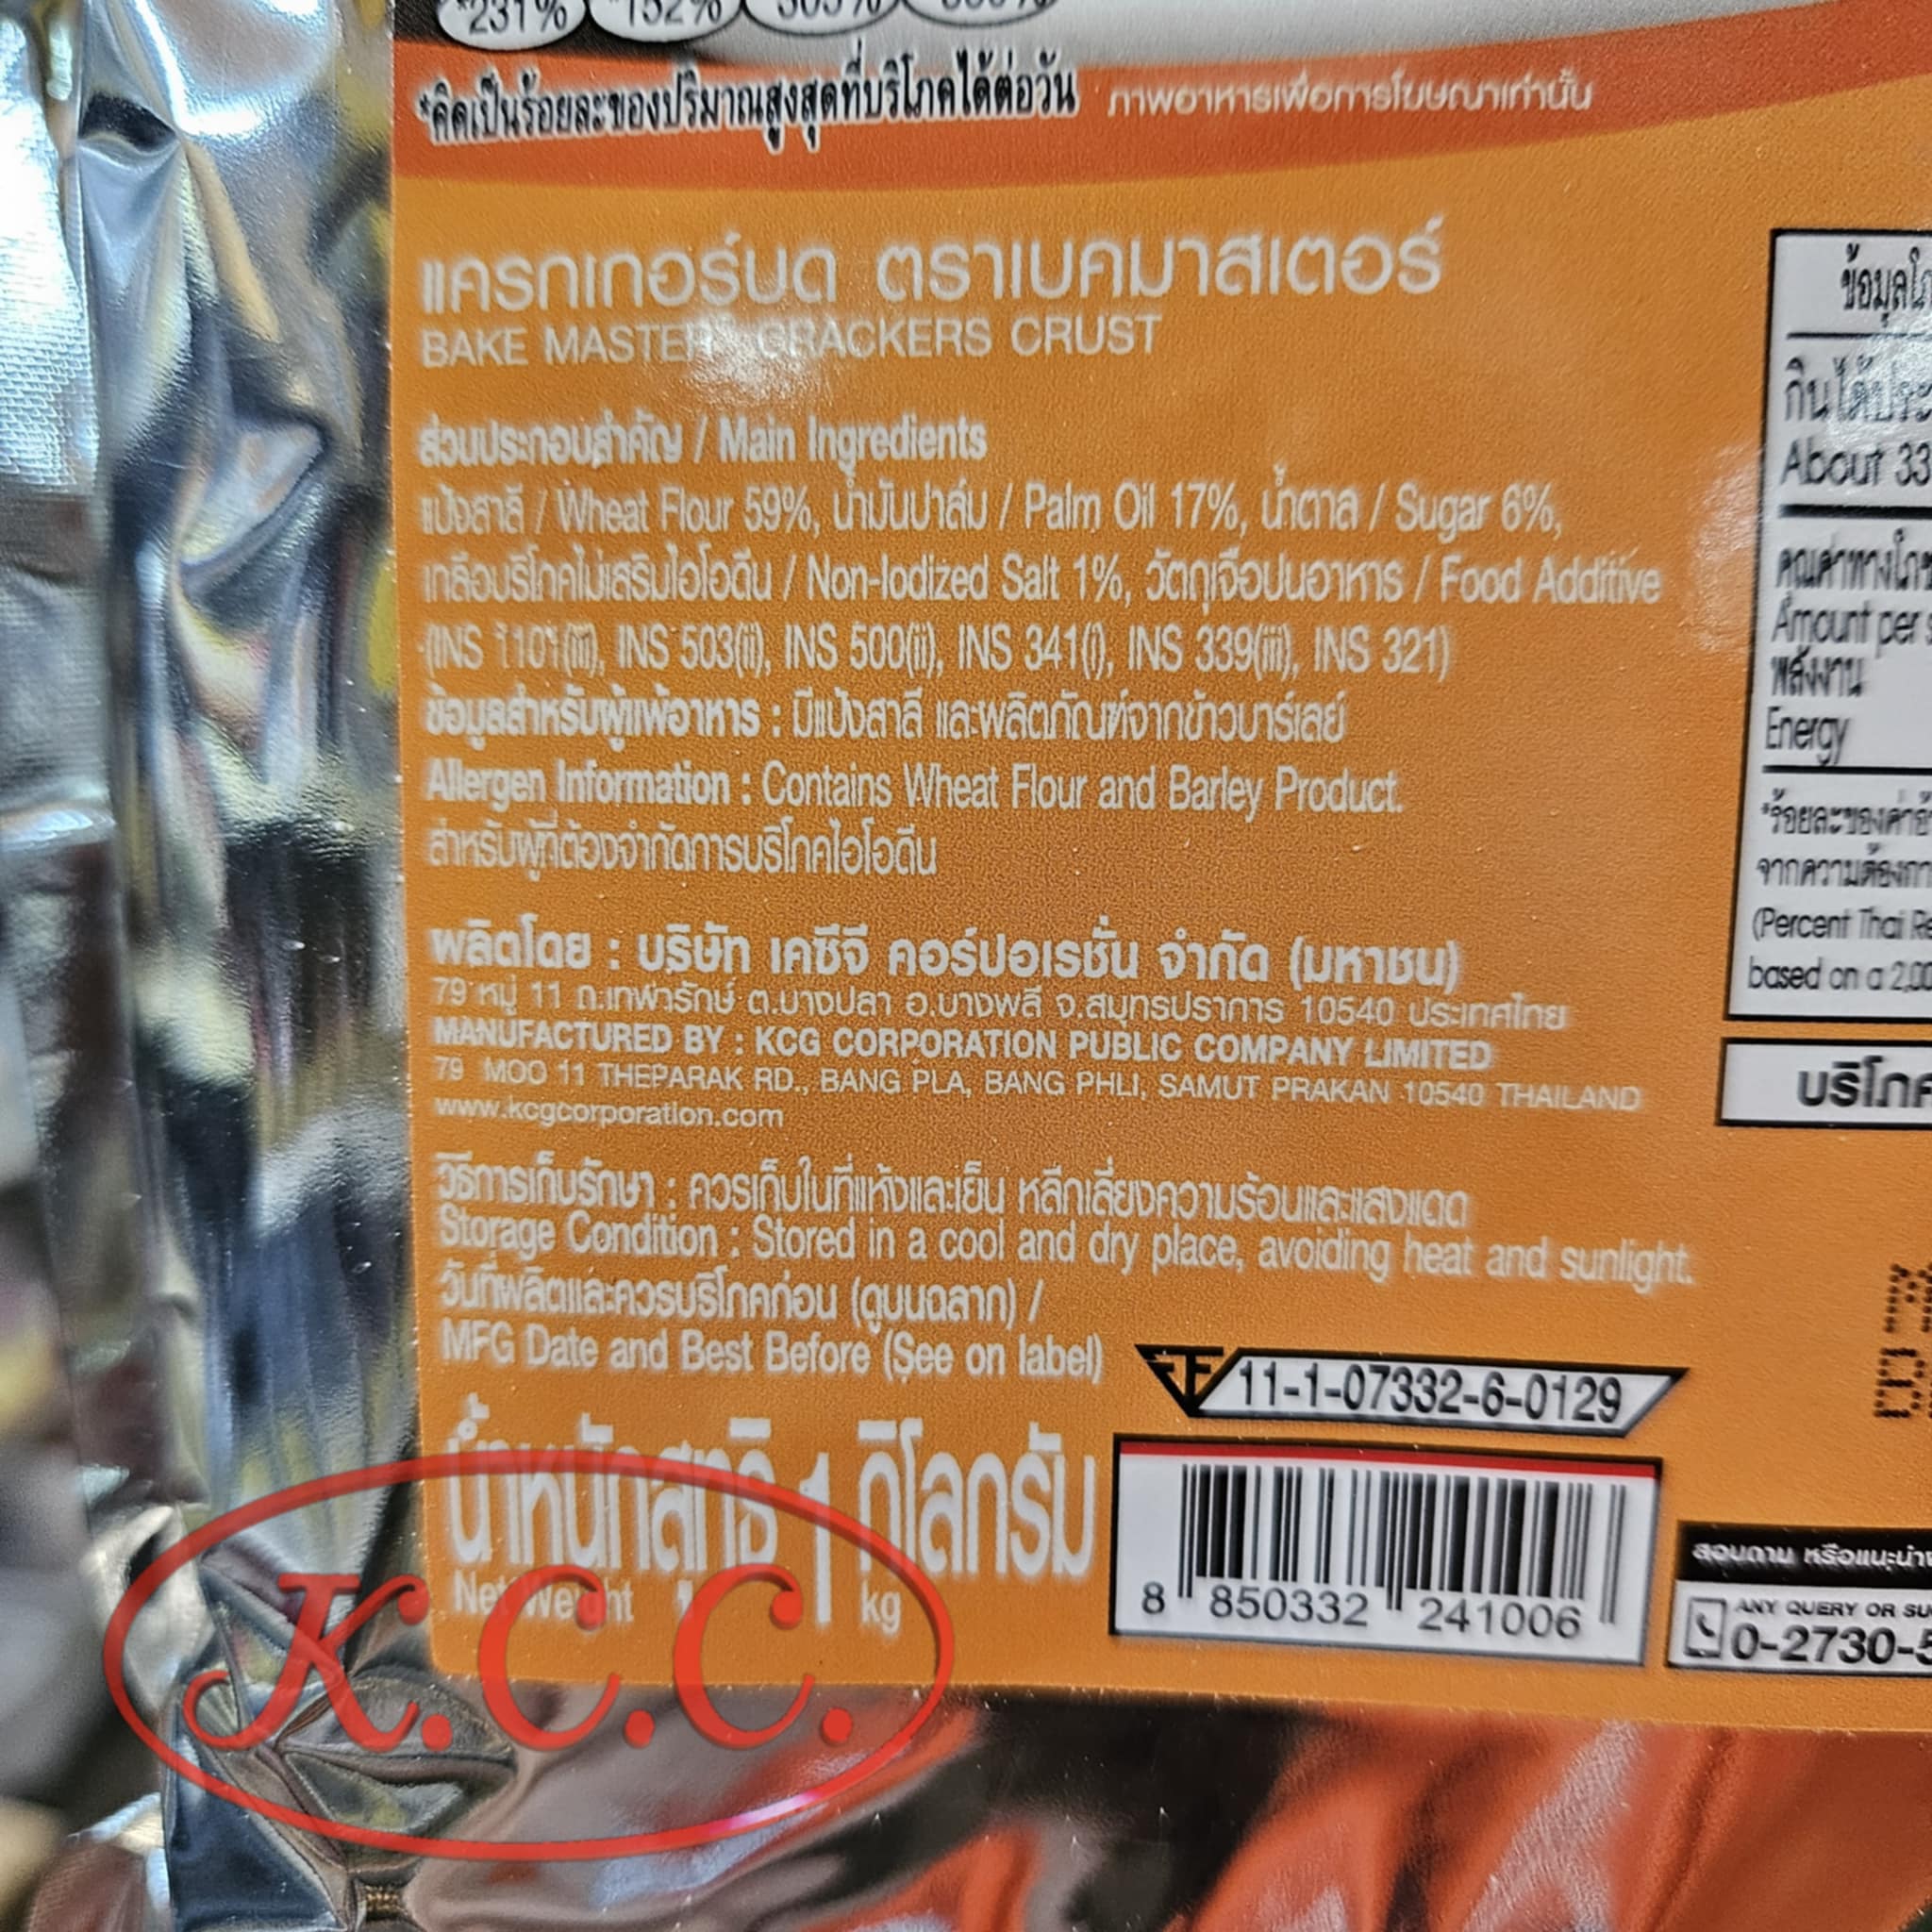 *231%
*คิดเป็นร้อยละของปริมาณสูงสุดที่บริโภคได้ต่อวัน ภาพอาหารเพื่อการโฆษณาเท่านั้น
แครกเกอร์บด ตราเบคมาสเตอร์
BAKE MASTER CRACKERS CRUST
ส่วนประกอบสำคัญ / Main Ingredients
แป้งสาลี / Wheat Flour 59%, น้ำมันปาล์ม / Palm Oil 17%, น้ำตาล / Sugar 6%,
เกลือบริโภคไม่เสริมไอโอดีน / Non-Iodized Salt 1%, วัตถุเจือปนอาหาร / Food Additive
(INS 1101(iii), INS 503(ii), INS 500(ii), INS 341(i), INS 339(iii), INS 321)
ข้อมูลสำหรับผู้แพ้อาหาร : มีแป้งสาลี และผลิตภัณฑ์จากข้าวบาร์เลย์
Allergen Information : Contains Wheat Flour and Barley Product.
สำหรับผู้ที่ต้องจำกัดการบริโภคไอโอดีน
ผลิตโดย : บริษัท เคซีจี คอร์ปอเรชั่น จำกัด (มหาชน)
79 หมู่ 11 ถ.เทพารักษ์ ต.บางปลา อ.บางพลี จ.สมุทรปราการ 10540 ประเทศไทย
MANUFACTURED BY : KCG CORPORATION PUBLIC COMPANY LIMITED
79 MOO 11 THEPARAK RD., BANG PLA, BANG PHLI, SAMUT PRAKAN 10540 THAILAND
www.kcgcorporation.com
วิธีการเก็บรักษา : ควรเก็บในที่แห้งและเย็น หลีกเลี่ยงความร้อนและแสงแดด
Storage Condition : Stored in a cool and dry place, avoiding heat and sunlight.
วันที่ผลิตและควรบริโภคก่อน (ดูบนฉลาก) /
MFG Date and Best Before (See on label)
11-1-07332-6-0129
น้ำหนักสุทธิ 1 กิโลกรัม
Net Weight kg
8 850332 241006
K.C.C.
About 33
Amount per
พลังงาน
Energy
(Percent Thai
based on a
สอบถาม หรือแนะนำ
ANY QUERY OR
0-2730-5